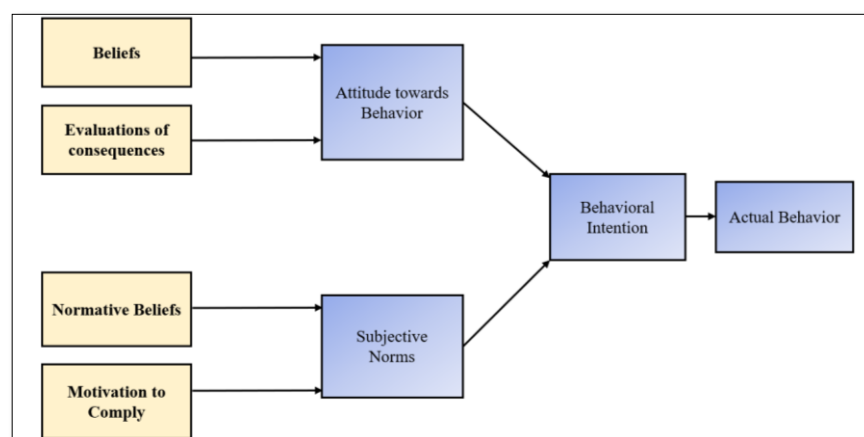 Beliefs
Evaluations of
consequences
Attitude towards
Behavior
Normative Beliefs
Motivation to
Comply
Subjective
Norms
Behavioral
Intention
Actual Behavior